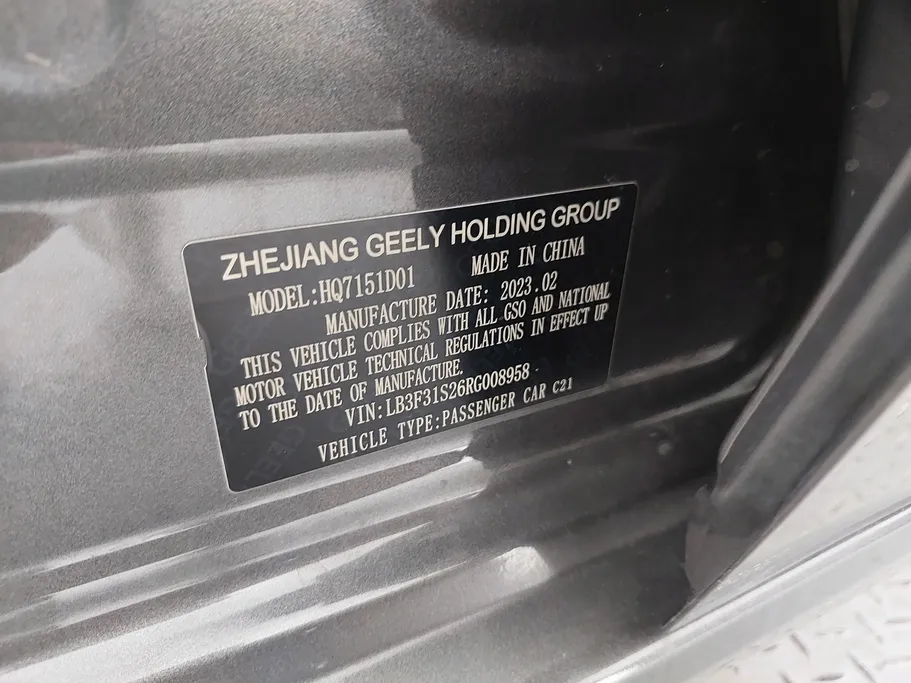 ZHEJIANG GEELY HOLDING GROUP
MODEL:HQ7151D01 MADE IN CHINA
MANUFACTURE DATE: 2023.02
THIS VEHICLE COMPLIES WITH ALL GSO AND NATIONAL
MOTOR VEHICLE TECHNICAL REGULATIONS IN EFFECT UP
TO THE DATE OF MANUFACTURE.
VIN:LB3F31S26RG008958
VEHICLE TYPE:PASSENGER CAR C21